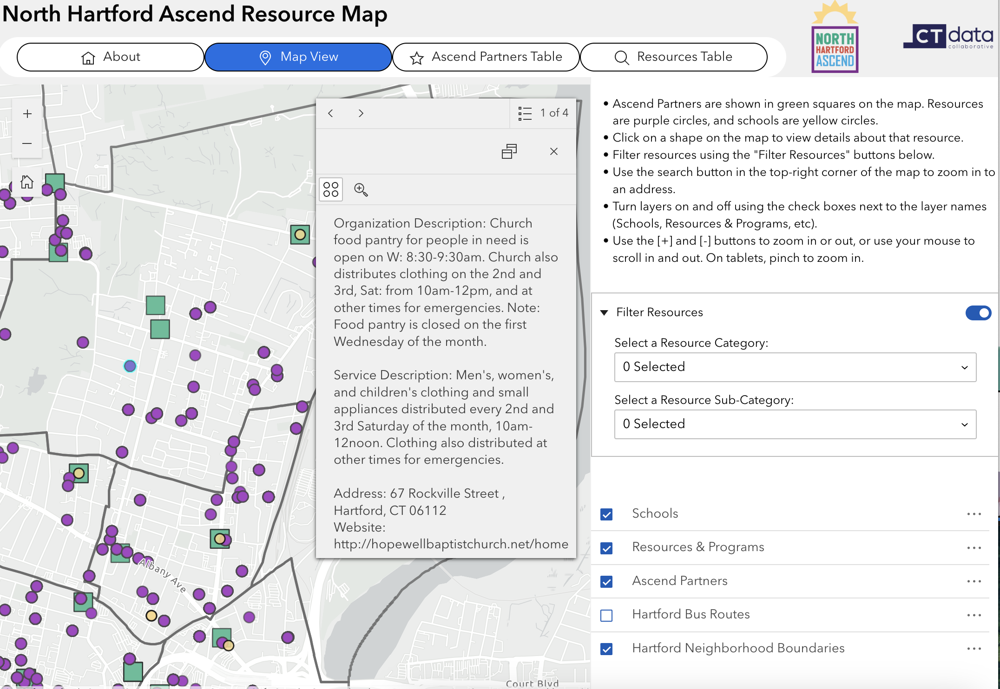 North Hartford Ascend Resource Map
NORTH
HARTFORD
ASCEND
CTdata
collaborative
About
Map View
Ascend Partners Table
Resources Table
+
−
1 of 4
Organization Description: Church
food pantry for people in need is
open on W: 8:30-9:30am. Church also
distributes clothing on the 2nd and
3rd, Sat: from 10am-12pm, and at
other times for emergencies. Note:
Food pantry is closed on the first
Wednesday of the month.
Service Description: Men's, women's,
and children's clothing and small
appliances distributed every 2nd and
3rd Saturday of the month, 10am-
12noon. Clothing also distributed at
other times for emergencies.
Address: 67 Rockville Street ,
Hartford, CT 06112
Website:
http://hopewellbaptistchurch.net/home
Albany Ave
Court Blvd
• Ascend Partners are shown in green squares on the map. Resources
are purple circles, and schools are yellow circles.
• Click on a shape on the map to view details about that resource.
• Filter resources using the "Filter Resources" buttons below.
• Use the search button in the top-right corner of the map to zoom in to
an address.
• Turn layers on and off using the check boxes next to the layer names
(Schools, Resources & Programs, etc).
• Use the [+] and [-] buttons to zoom in or out, or use your mouse to
scroll in and out. On tablets, pinch to zoom in.
Filter Resources
Select a Resource Category:
0 Selected
Select a Resource Sub-Category:
0 Selected
Schools
Resources & Programs
Ascend Partners
Hartford Bus Routes
Hartford Neighborhood Boundaries